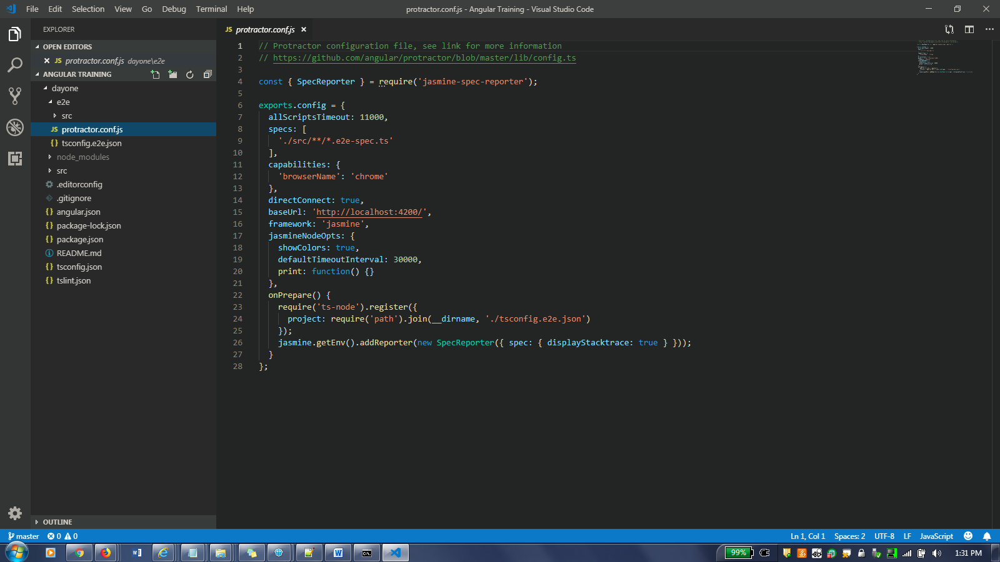 File Edit Selection View Go Debug Terminal Help
protractor.conf.js - Angular Training - Visual Studio Code
EXPLORER
OPEN EDITORS
JS protractor.conf.js dayone\e2e
ANGULAR TRAINING
dayone
e2e
src
JS protractor.conf.js
{} tsconfig.e2e.json
node_modules
src
.editorconfig
.gitignore
{} angular.json
{} package-lock.json
{} package.json
README.md
{} tsconfig.json
{} tslint.json
OUTLINE
JS protractor.conf.js
1 // Protractor configuration file, see link for more information
2 // https://github.com/angular/protractor/blob/master/lib/config.ts
3
4 const { SpecReporter } = require('jasmine-spec-reporter');
5
6 exports.config = {
7 allScriptsTimeout: 11000,
8 specs: [
9 './src/**/*.e2e-spec.ts'
10 ],
11 capabilities: {
12 'browserName': 'chrome'
13 },
14 directConnect: true,
15 baseUrl: 'http://localhost:4200/',
16 framework: 'jasmine',
17 jasmineNodeOpts: {
18 showColors: true,
19 defaultTimeoutInterval: 30000,
20 print: function() {}
21 },
22 onPrepare() {
23 require('ts-node').register({
24 project: require('path').join(__dirname, './tsconfig.e2e.json')
25 });
26 jasmine.getEnv().addReporter(new SpecReporter({ spec: { displayStacktrace: true } }));
27 }
28 };
master 0 0
Ln 1, Col 1 Spaces: 2 UTF-8 LF JavaScript
99%
1:31 PM